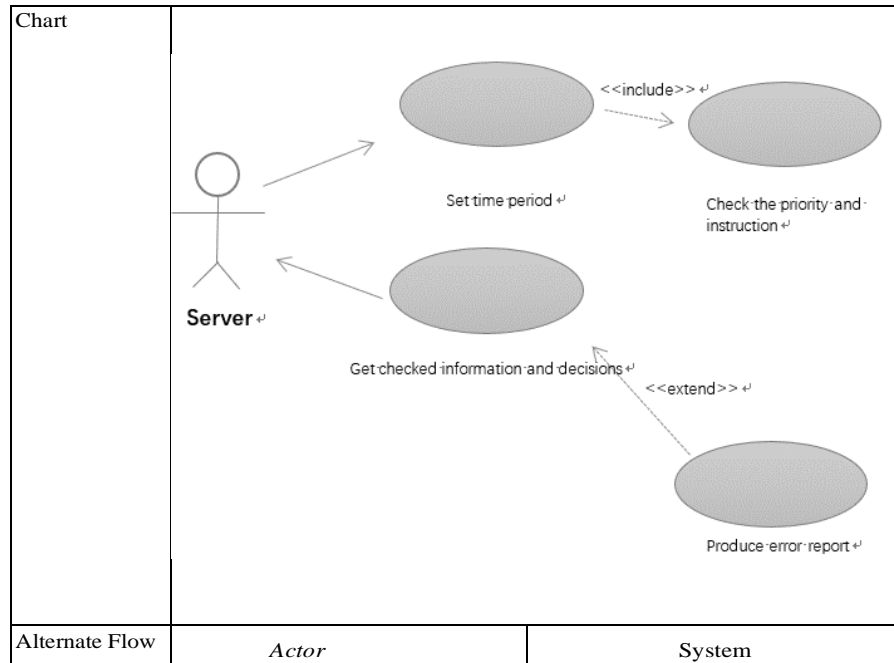 Chart
<<include>>
Set time period
Check the priority and
instruction
Server
Get checked information and decisions
<<extend>>
Produce error report
Alternate Flow
Actor
System